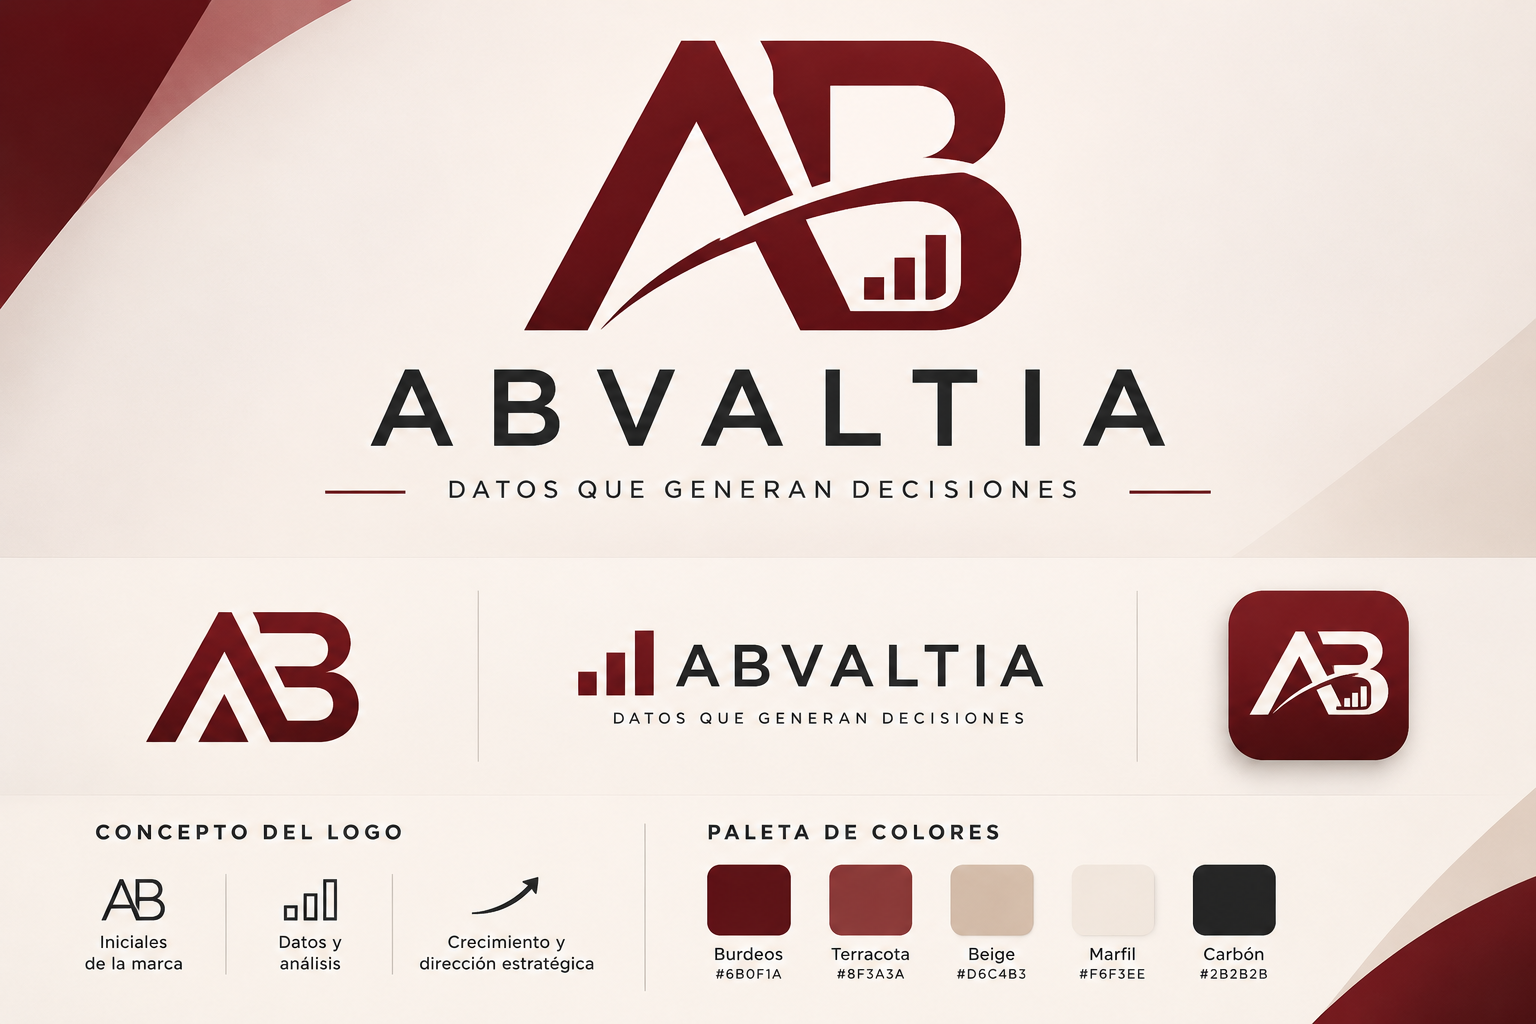 AB
ABVALTIA
DATOS QUE GENERAN DECISIONES
AB
ABVALTIA
DATOS QUE GENERAN DECISIONES
AB
CONCEPTO DEL LOGO
AB
Iniciales
de la marca
Datos y
análisis
Crecimiento y
dirección estratégica
PALETA DE COLORES
Burdeos
#6B0F1A
Terracota
#8F3A3A
Beige
#D6C4B3
Marfil
#F6F3EE
Carbón
#2B2B2B